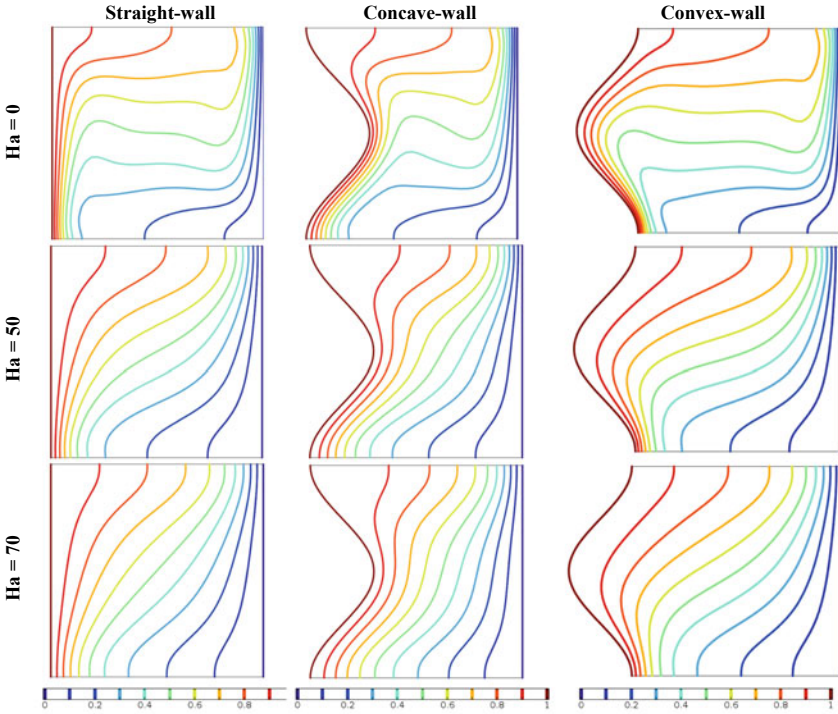 Straight-wall Concave-wall Convex-wall
Ha = 0
Ha = 50
Ha = 70
0 0.2 0.4 0.6 0.8
0 0.2 0.4 0.6 0.8 1
0 0.2 0.4 0.6 0.8 1